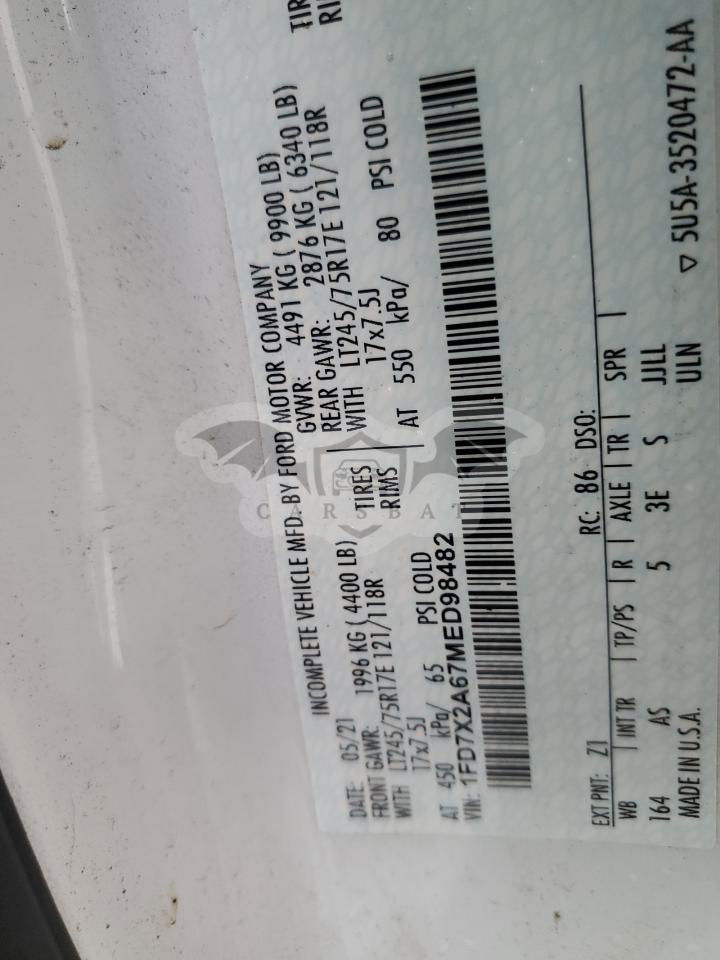 INCOMPLETE VEHICLE MFD. BY FORD MOTOR COMPANY
DATE: 05/21 GVWR: 4491 KG ( 9900 LB)
FRONT GAWR: 1996 KG ( 4400 LB) REAR GAWR: 2876 KG ( 6340 LB)
WITH LT245/75R17E 121/118R TIRES WITH LT245/75R17E 121/118R TIR
17x7.5J RIMS 17x7.5J RI
AT 450 kPa/ 65 PSI COLD AT 550 kPa/ 80 PSI COLD
VIN: 1FD7X2A67MED98482
CARSBAT
EXT PNT: Z1 RC: 86 DSO:
WB INT TR TP/PS R AXLE TR SPR
164 AS 5 3E S JJLL
MADE IN U.S.A. ULN ▽ 5U5A-3520472-AA